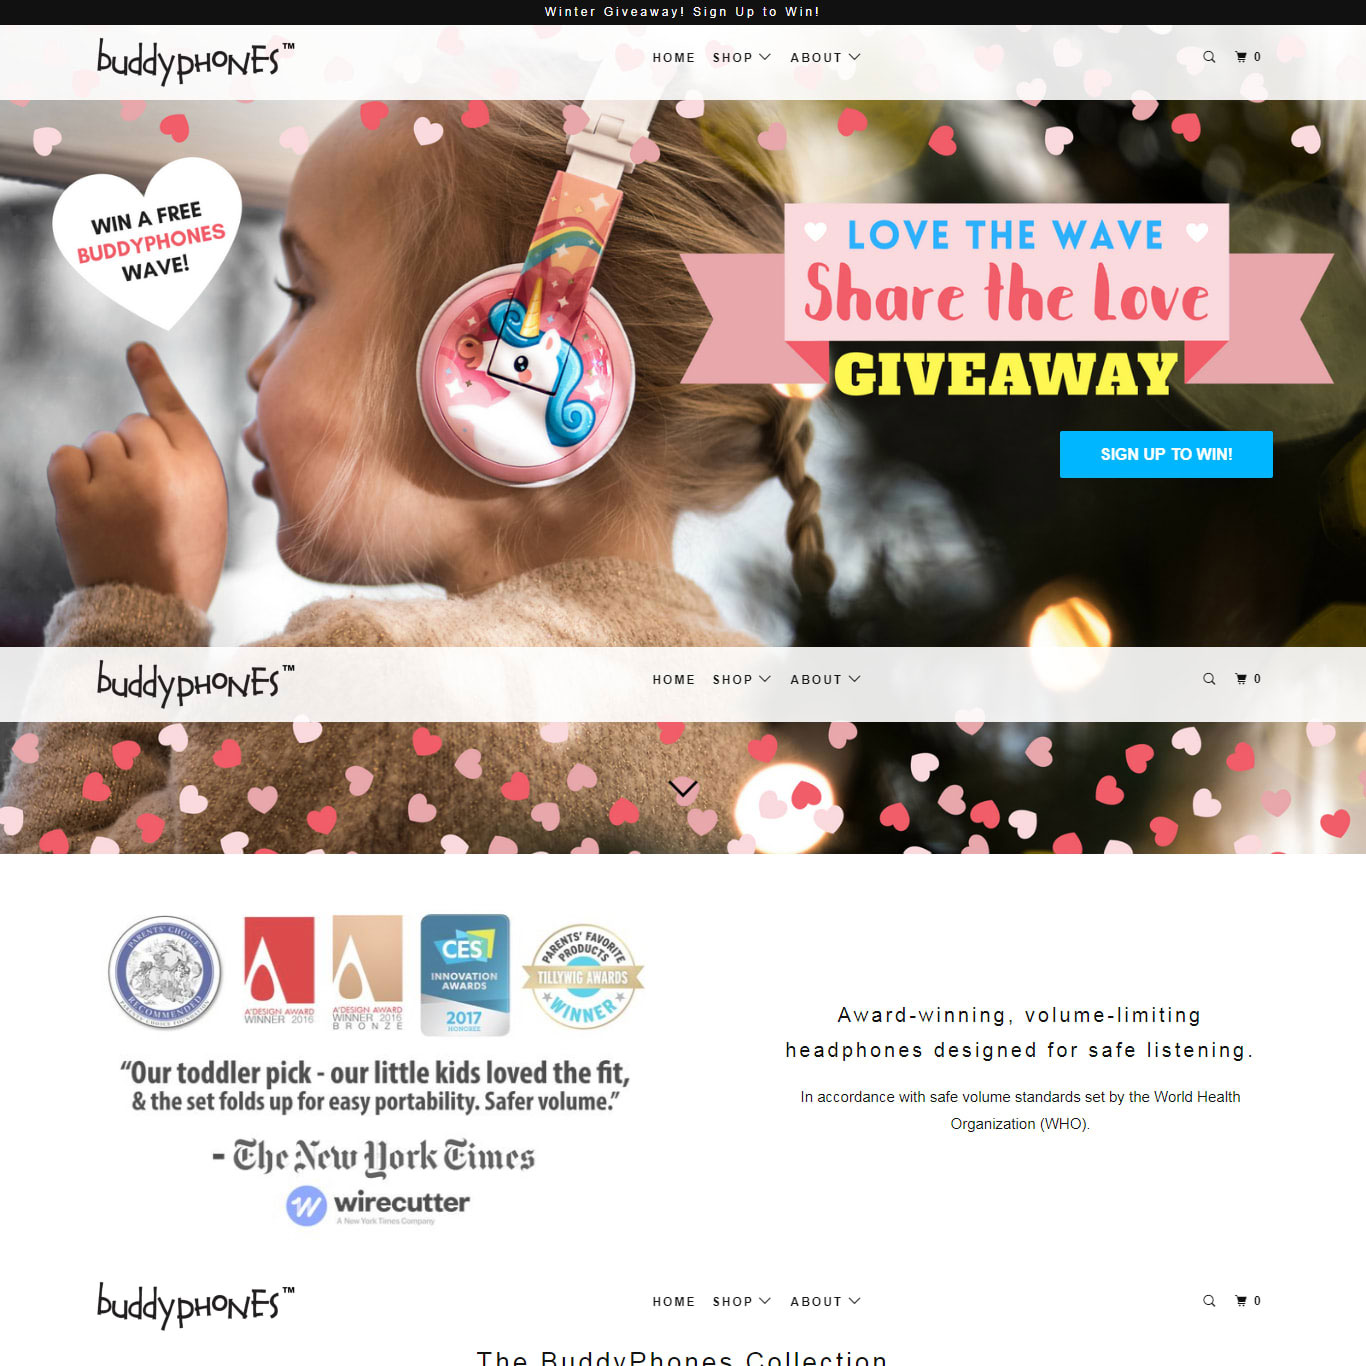 Winter Giveaway! Sign Up to Win!
buddyphones™
HOME SHOP ABOUT 0
WIN A FREE
BUDDYPHONES
WAVE!
LOVE THE WAVE
Share the Love
GIVEAWAY
SIGN UP TO WIN!
buddyphones™
HOME SHOP ABOUT 0
PARENTS' CHOICE
RECOMMENDED
PARENTS' CHOICE FOUNDATION
A'DESIGN AWARD
WINNER 2016
A'DESIGN AWARD
WINNER 2016
BRONZE
CES
INNOVATION
AWARDS
2017
HONOREE
PARENTS' FAVORITE
PRODUCTS
TILLYWIG AWARDS
WINNER
“Our toddler pick - our little kids loved the fit,
& the set folds up for easy portability. Safer volume.”
- The New York Times
wirecutter
A New York Times Company
Award-winning, volume-limiting
headphones designed for safe listening.
In accordance with safe volume standards set by the World Health
Organization (WHO).
buddyphones™
HOME SHOP ABOUT 0
The BuddyPhones Collection